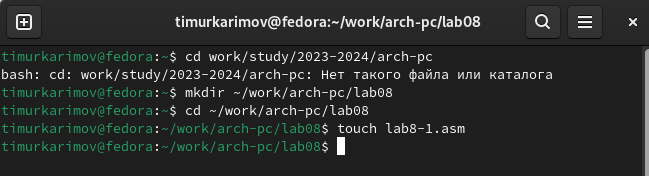 timurkarimov@fedora:~/work/arch-pc/lab08
timurkarimov@fedora:~$ cd work/study/2023-2024/arch-pc
bash: cd: work/study/2023-2024/arch-pc: Нет такого файла или каталога
timurkarimov@fedora:~$ mkdir ~/work/arch-pc/lab08
timurkarimov@fedora:~$ cd ~/work/arch-pc/lab08
timurkarimov@fedora:~/work/arch-pc/lab08$ touch lab8-1.asm
timurkarimov@fedora:~/work/arch-pc/lab08$